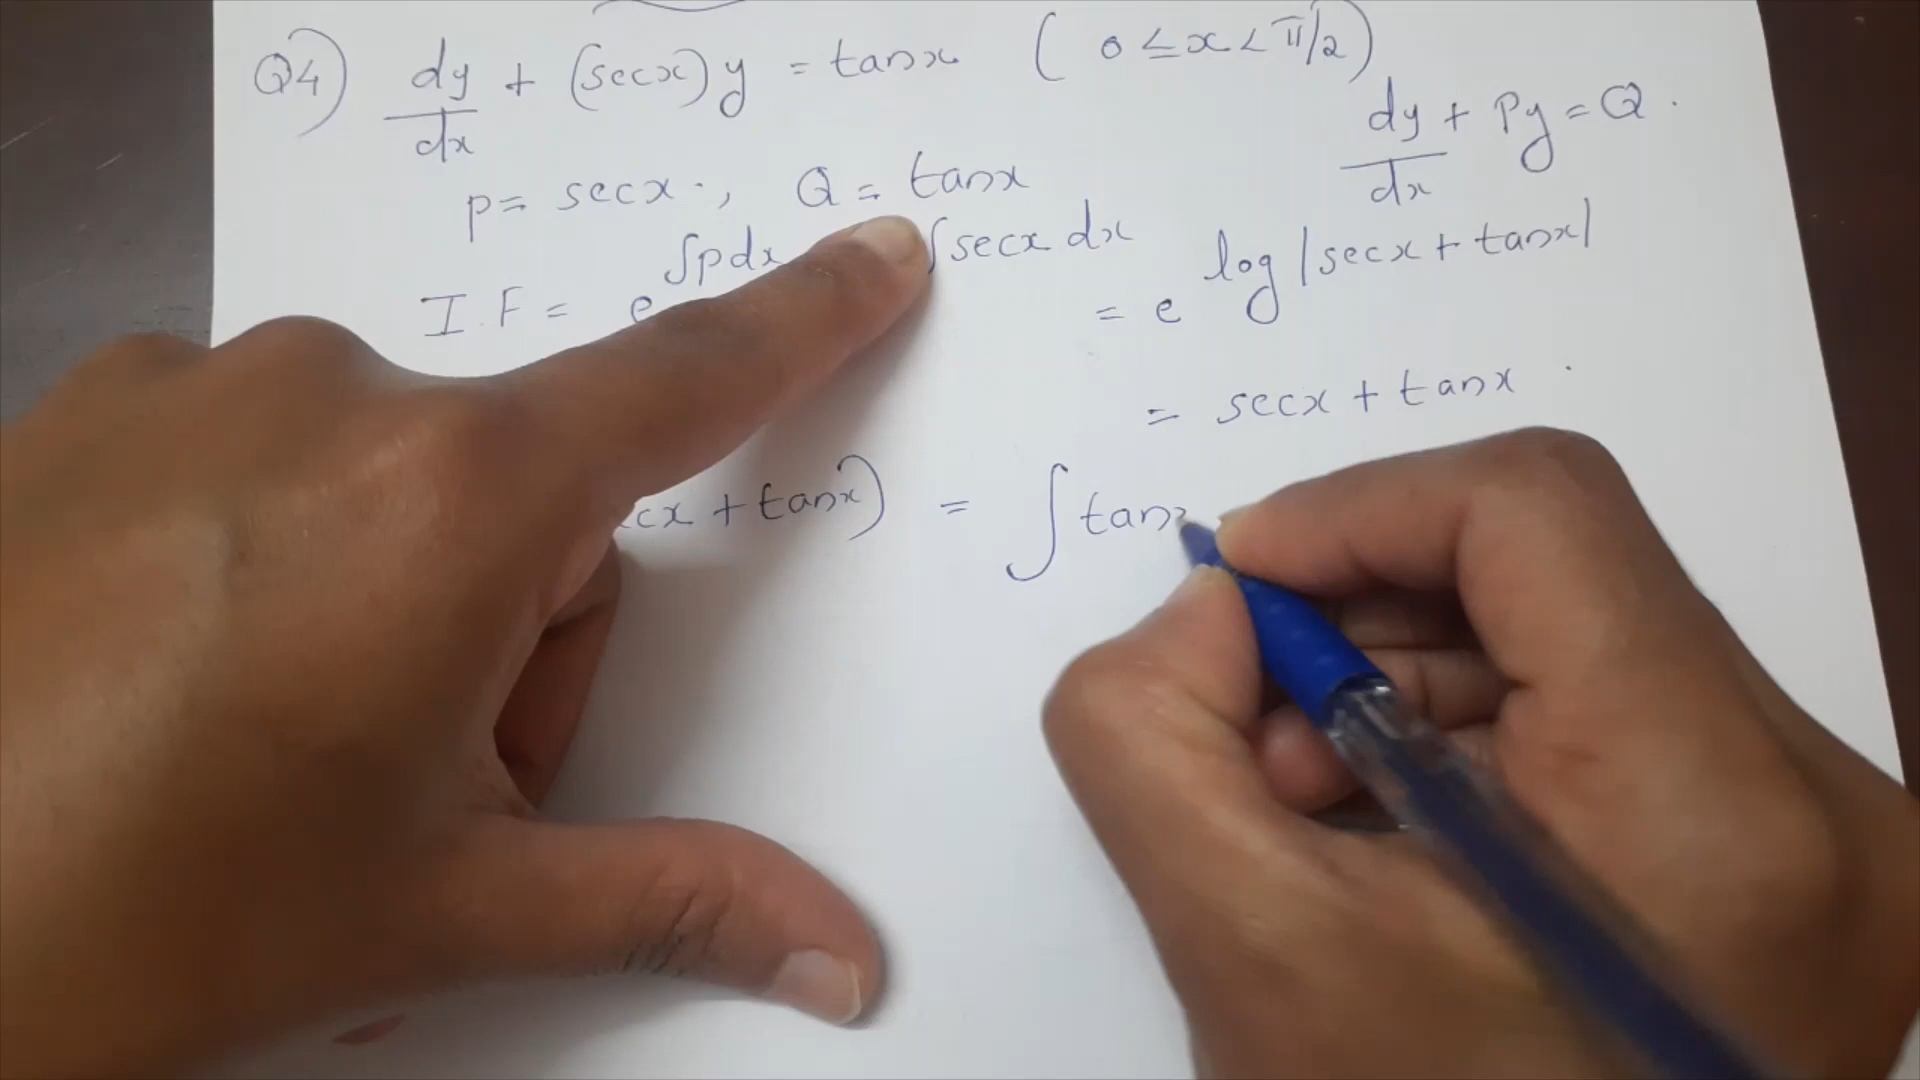 Q4) dy/dx + (secx)y = tanx ( 0 ≤ x < π/2)
dy/dx + Py = Q .
P = secx ., Q = tanx
I.F = e^∫pdx ∫secx dx = e^log|secx + tanx|
= secx + tanx .
cx + tanx) = ∫ tanx